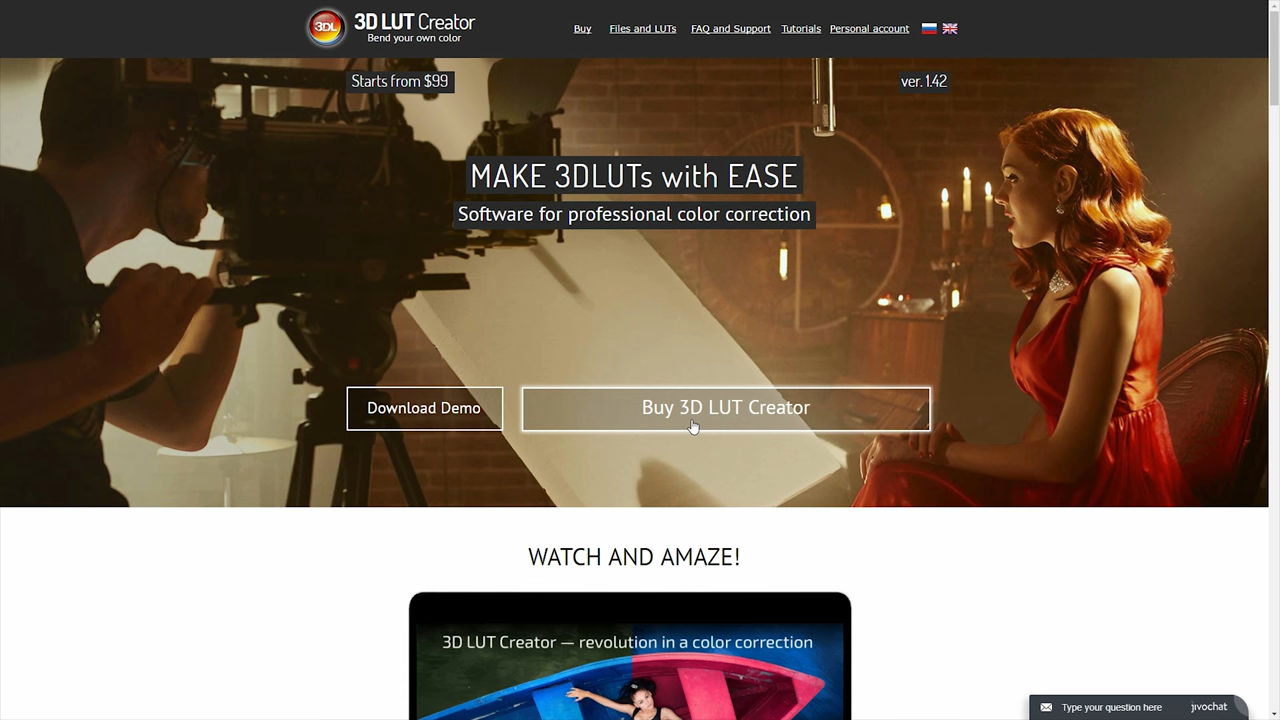 3DL
3D LUT Creator
Bend your own color
Buy
Files and LUTs
FAQ and Support
Tutorials
Personal account
Starts from $99
ver. 1.42
MAKE 3DLUTs with EASE
Software for professional color correction
Download Demo
Buy 3D LUT Creator
WATCH AND AMAZE!
3D LUT Creator — revolution in a color correction
Type your question here
jivochat